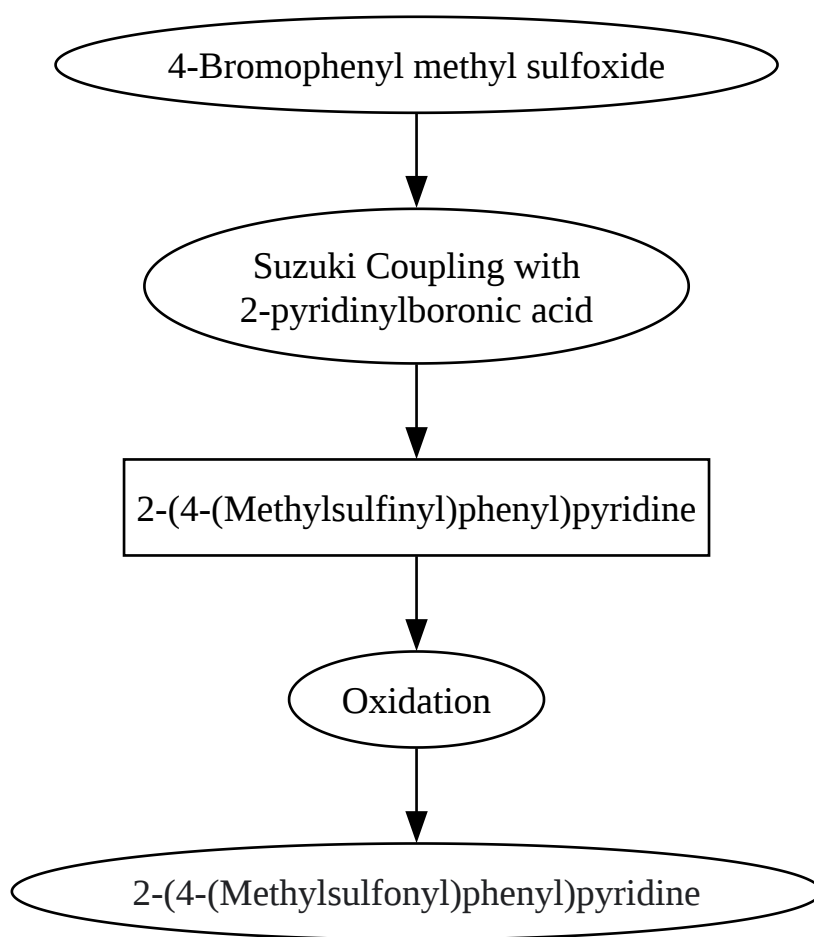 4-Bromophenyl methyl sulfoxide
Suzuki Coupling with
2-pyridinylboronic acid
2-(4-(Methylsulfinyl)phenyl)pyridine
Oxidation
2-(4-(Methylsulfonyl)phenyl)pyridine